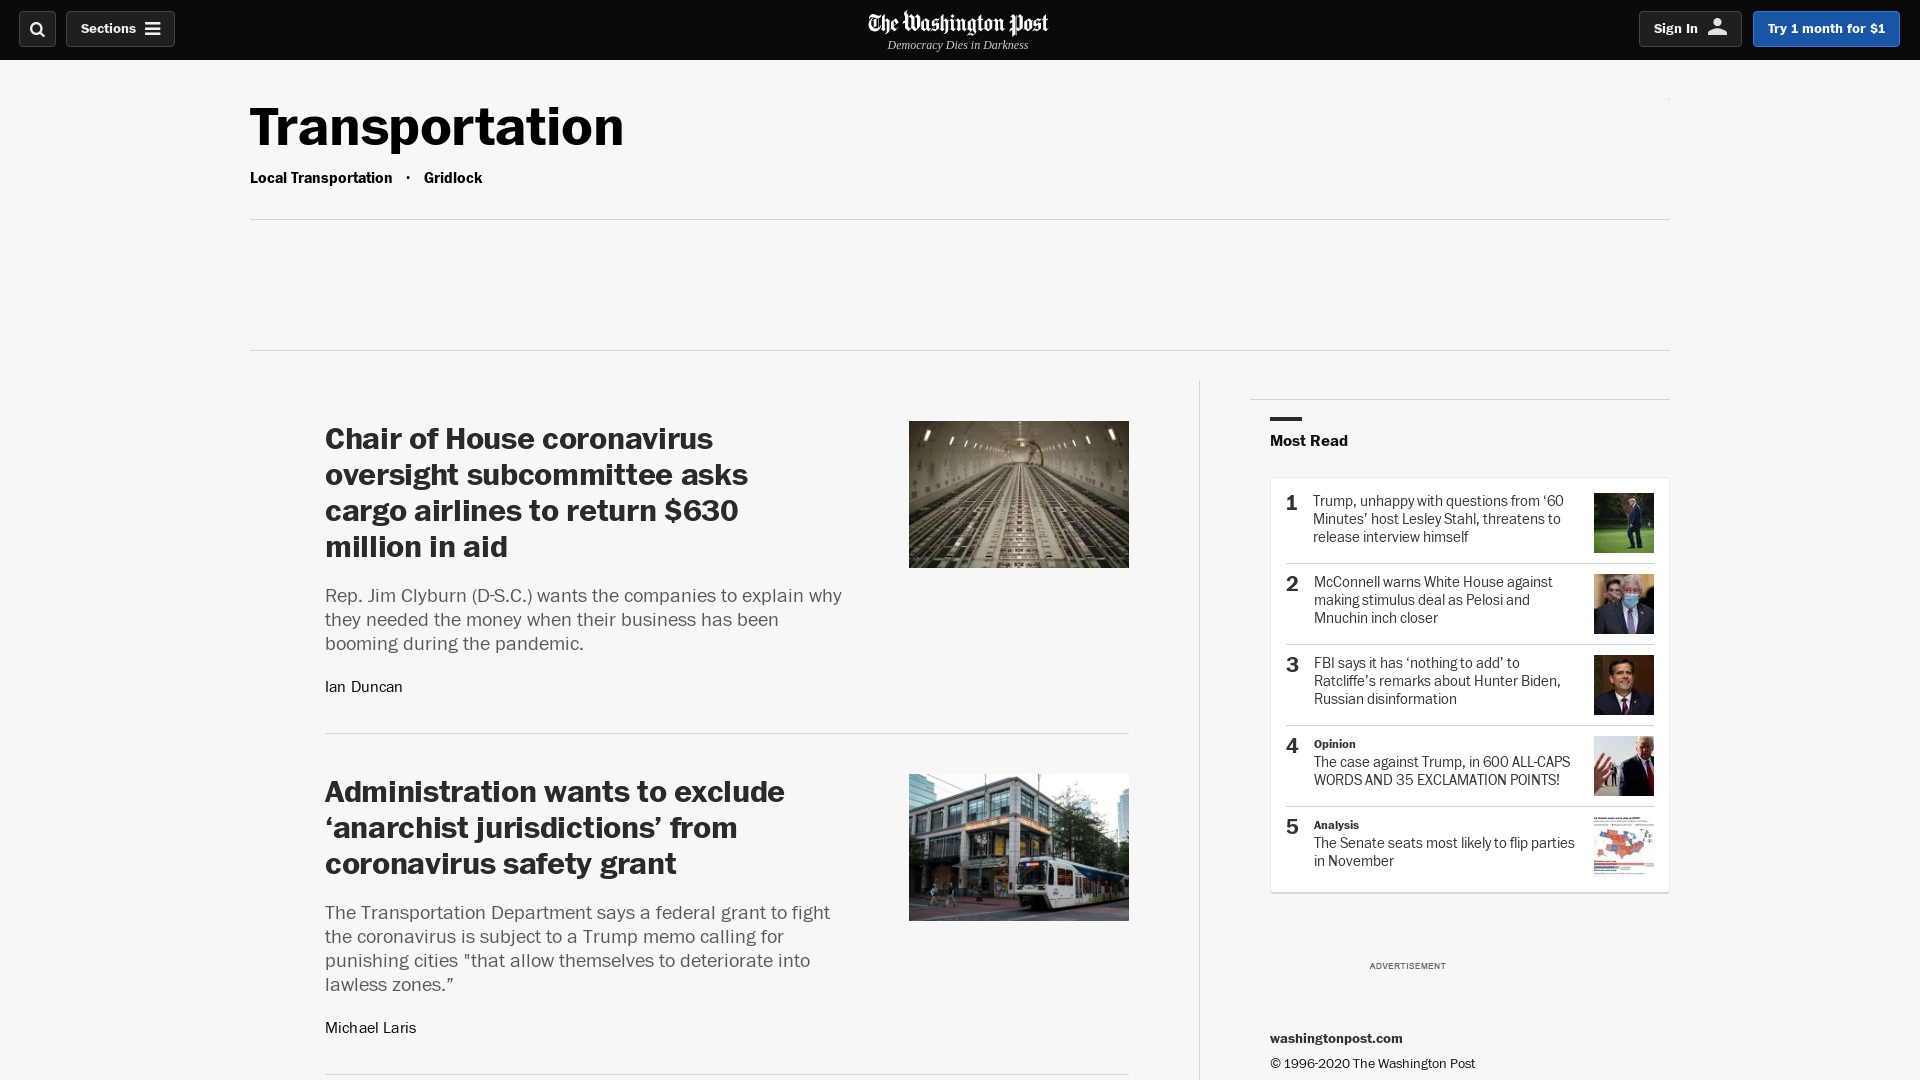 Sections
The Washington Post
Democracy Dies in Darkness
Sign In
Try 1 month for $1
Transportation
Local Transportation · Gridlock
Chair of House coronavirus
oversight subcommittee asks
cargo airlines to return $630
million in aid
Rep. Jim Clyburn (D-S.C.) wants the companies to explain why
they needed the money when their business has been
booming during the pandemic.
Ian Duncan
Administration wants to exclude
‘anarchist jurisdictions’ from
coronavirus safety grant
The Transportation Department says a federal grant to fight
the coronavirus is subject to a Trump memo calling for
punishing cities "that allow themselves to deteriorate into
lawless zones.”
Michael Laris
Most Read
1 Trump, unhappy with questions from ‘60
Minutes’ host Lesley Stahl, threatens to
release interview himself
2 McConnell warns White House against
making stimulus deal as Pelosi and
Mnuchin inch closer
3 FBI says it has ‘nothing to add’ to
Ratcliffe’s remarks about Hunter Biden,
Russian disinformation
4 Opinion
The case against Trump, in 600 ALL-CAPS
WORDS AND 35 EXCLAMATION POINTS!
5 Analysis
The Senate seats most likely to flip parties
in November
ADVERTISEMENT
washingtonpost.com
© 1996-2020 The Washington Post